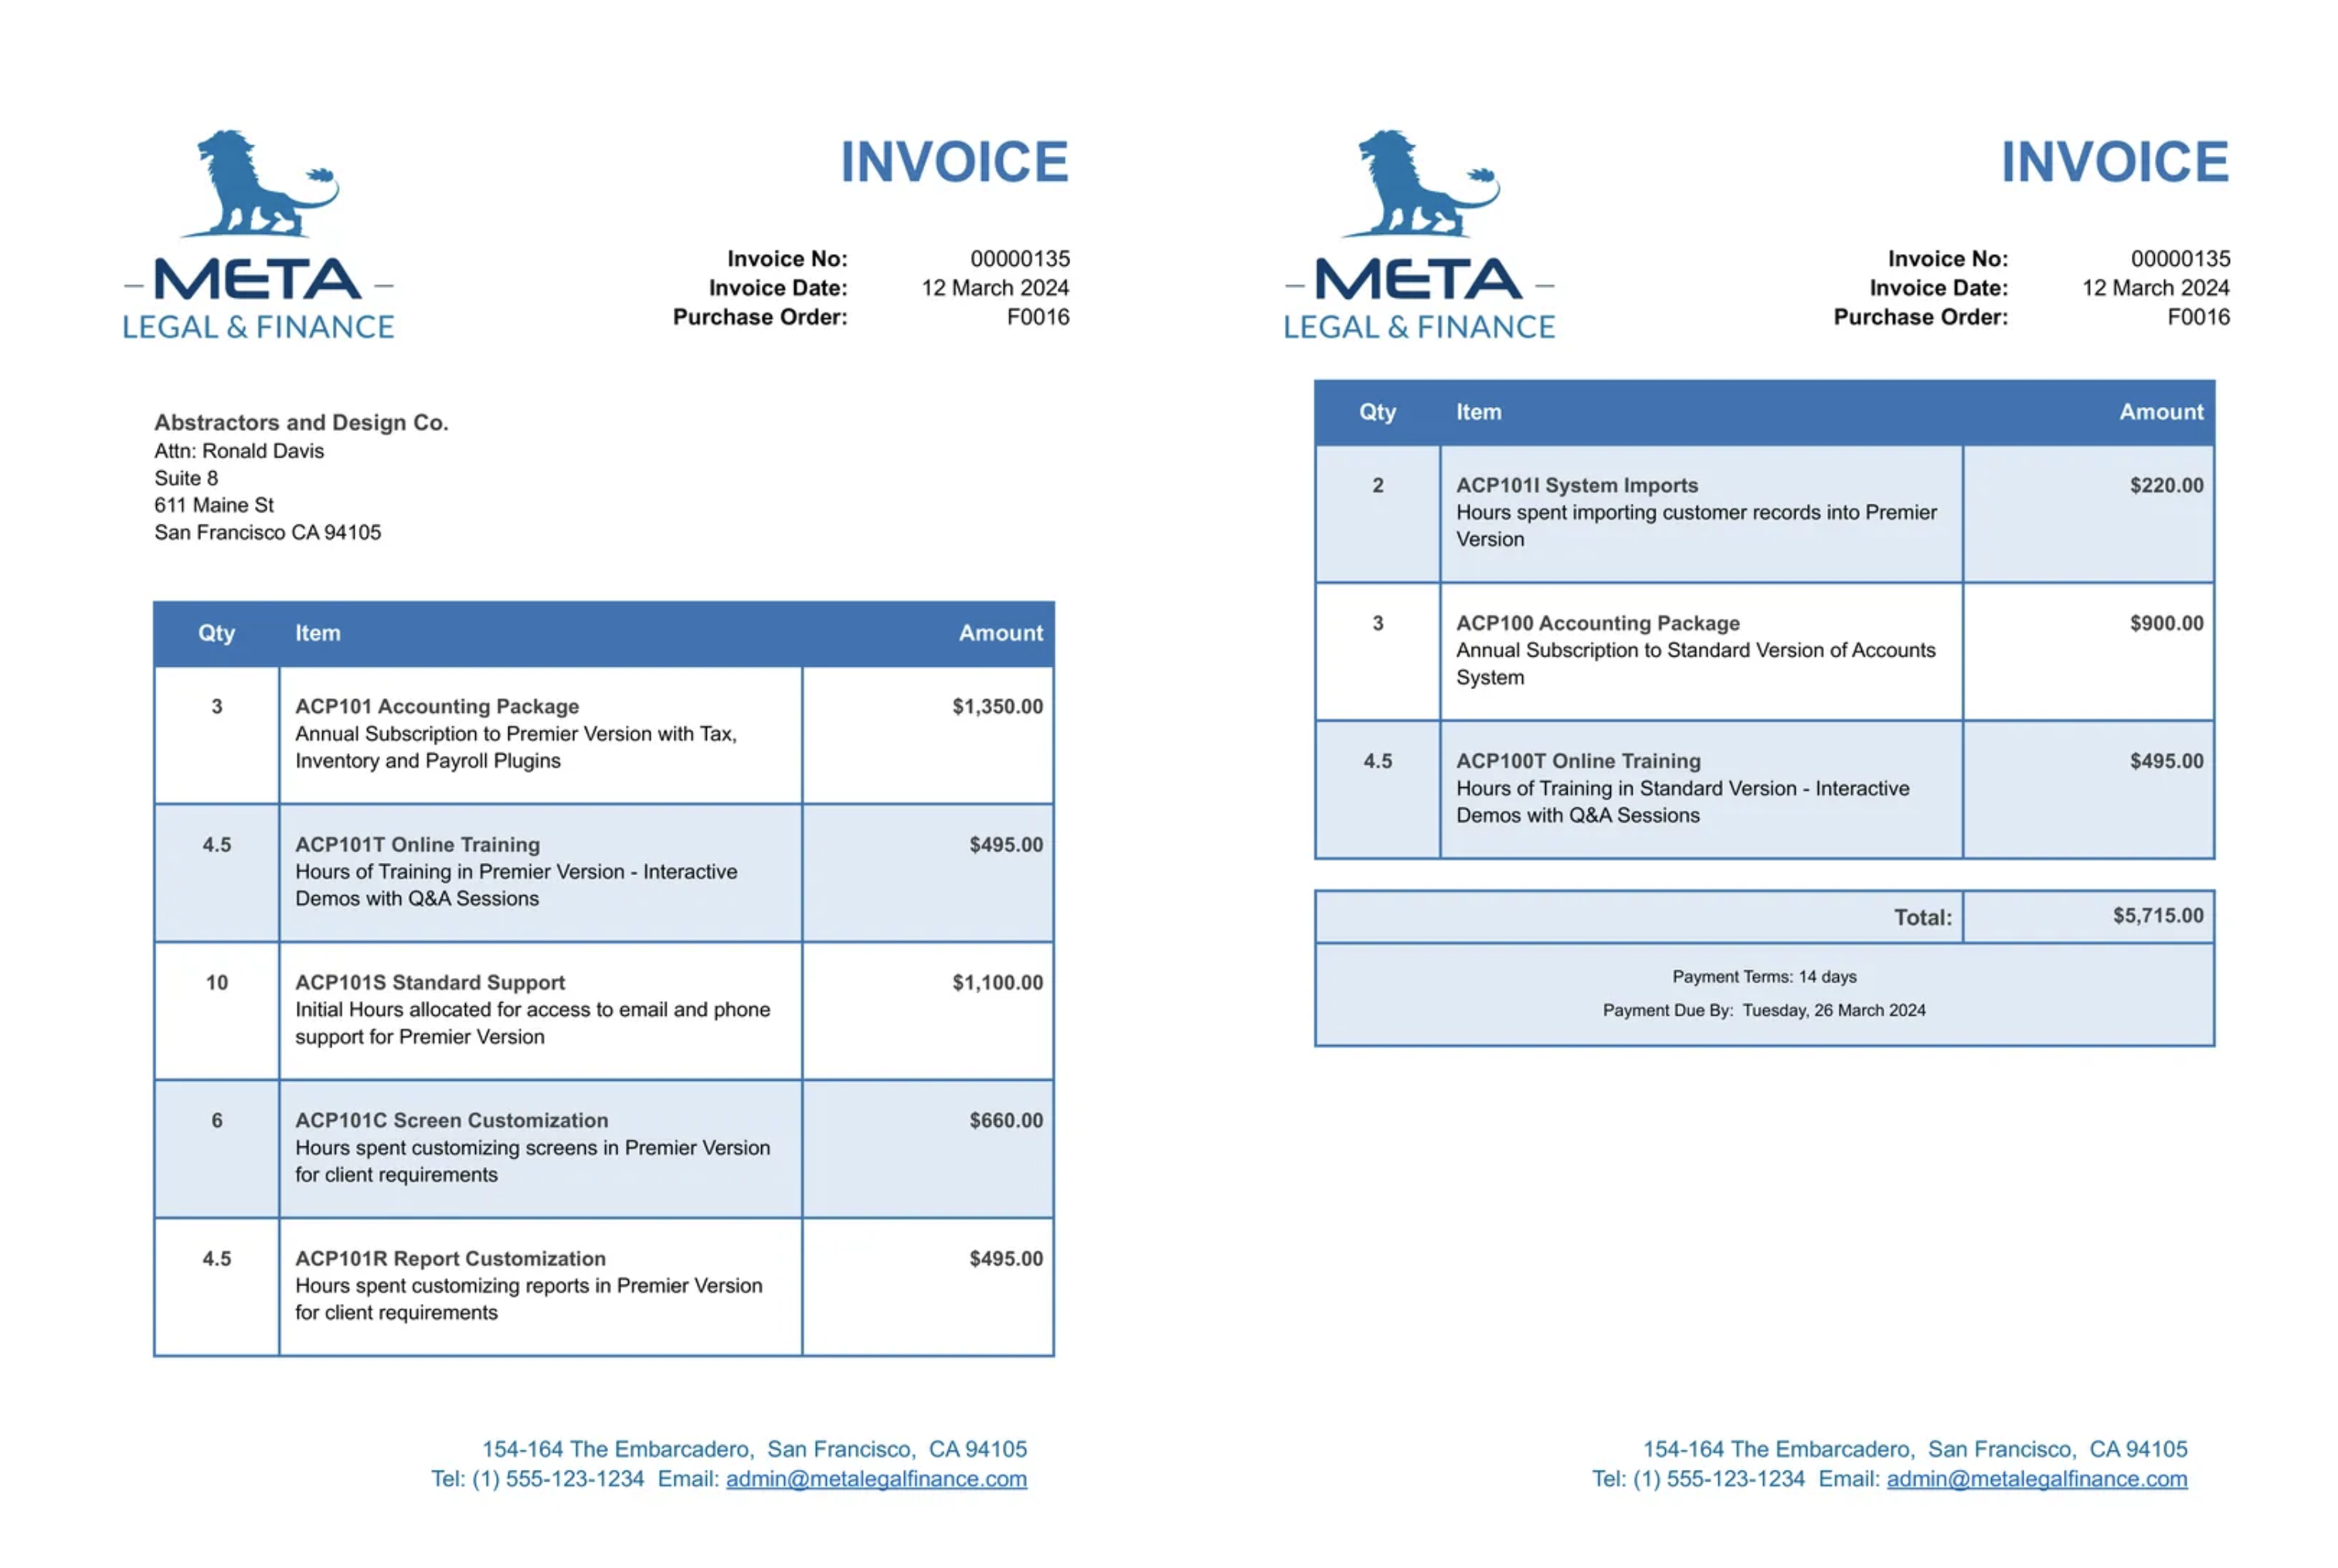 META
LEGAL & FINANCE
INVOICE
Invoice No: 00000135
Invoice Date: 12 March 2024
Purchase Order: F0016
Abstractors and Design Co.
Attn: Ronald Davis
Suite 8
611 Maine St
San Francisco CA 94105
Qty Item Amount
3 ACP101 Accounting Package $1,350.00
Annual Subscription to Premier Version with Tax,
Inventory and Payroll Plugins
4.5 ACP101T Online Training $495.00
Hours of Training in Premier Version - Interactive
Demos with Q&A Sessions
10 ACP101S Standard Support $1,100.00
Initial Hours allocated for access to email and phone
support for Premier Version
6 ACP101C Screen Customization $660.00
Hours spent customizing screens in Premier Version
for client requirements
4.5 ACP101R Report Customization $495.00
Hours spent customizing reports in Premier Version
for client requirements
154-164 The Embarcadero, San Francisco, CA 94105
Tel: (1) 555-123-1234 Email: admin@metalegalfinance.com
META
LEGAL & FINANCE
INVOICE
Invoice No: 00000135
Invoice Date: 12 March 2024
Purchase Order: F0016
Qty Item Amount
2 ACP101I System Imports $220.00
Hours spent importing customer records into Premier
Version
3 ACP100 Accounting Package $900.00
Annual Subscription to Standard Version of Accounts
System
4.5 ACP100T Online Training $495.00
Hours of Training in Standard Version - Interactive
Demos with Q&A Sessions
Total: $5,715.00
Payment Terms: 14 days
Payment Due By: Tuesday, 26 March 2024
154-164 The Embarcadero, San Francisco, CA 94105
Tel: (1) 555-123-1234 Email: admin@metalegalfinance.com